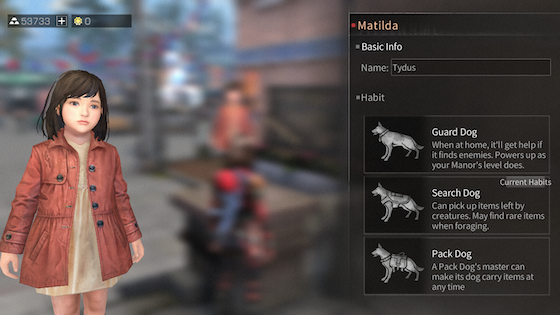 53733
0
Matilda
Basic Info
Name: Tydus
Habit
Guard Dog
When at home, it'll get help if
it finds enemies. Powers up as
your Manor's level does.
Current Habits
Search Dog
Can pick up items left by
creatures. May find rare items
when foraging.
Pack Dog
A Pack Dog's master can
make its dog carry items at
any time